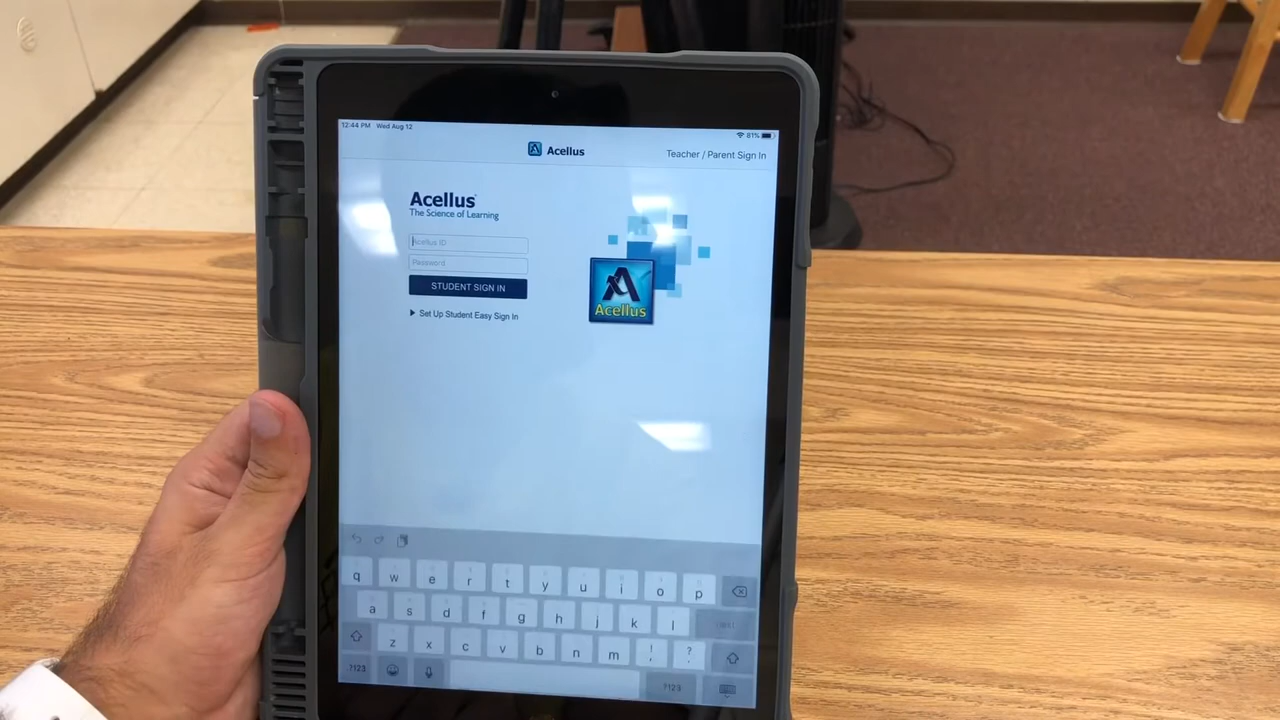 12:44 PM Wed Aug 12
81%
Acellus
Teacher / Parent Sign In
Acellus
The Science of Learning
Acellus ID
Password
STUDENT SIGN IN
Set Up Student Easy Sign In
Acellus
q w e r t y u i o p
a s d f g h j k l
z x c v b n m ! , ? .
.?123 .?123